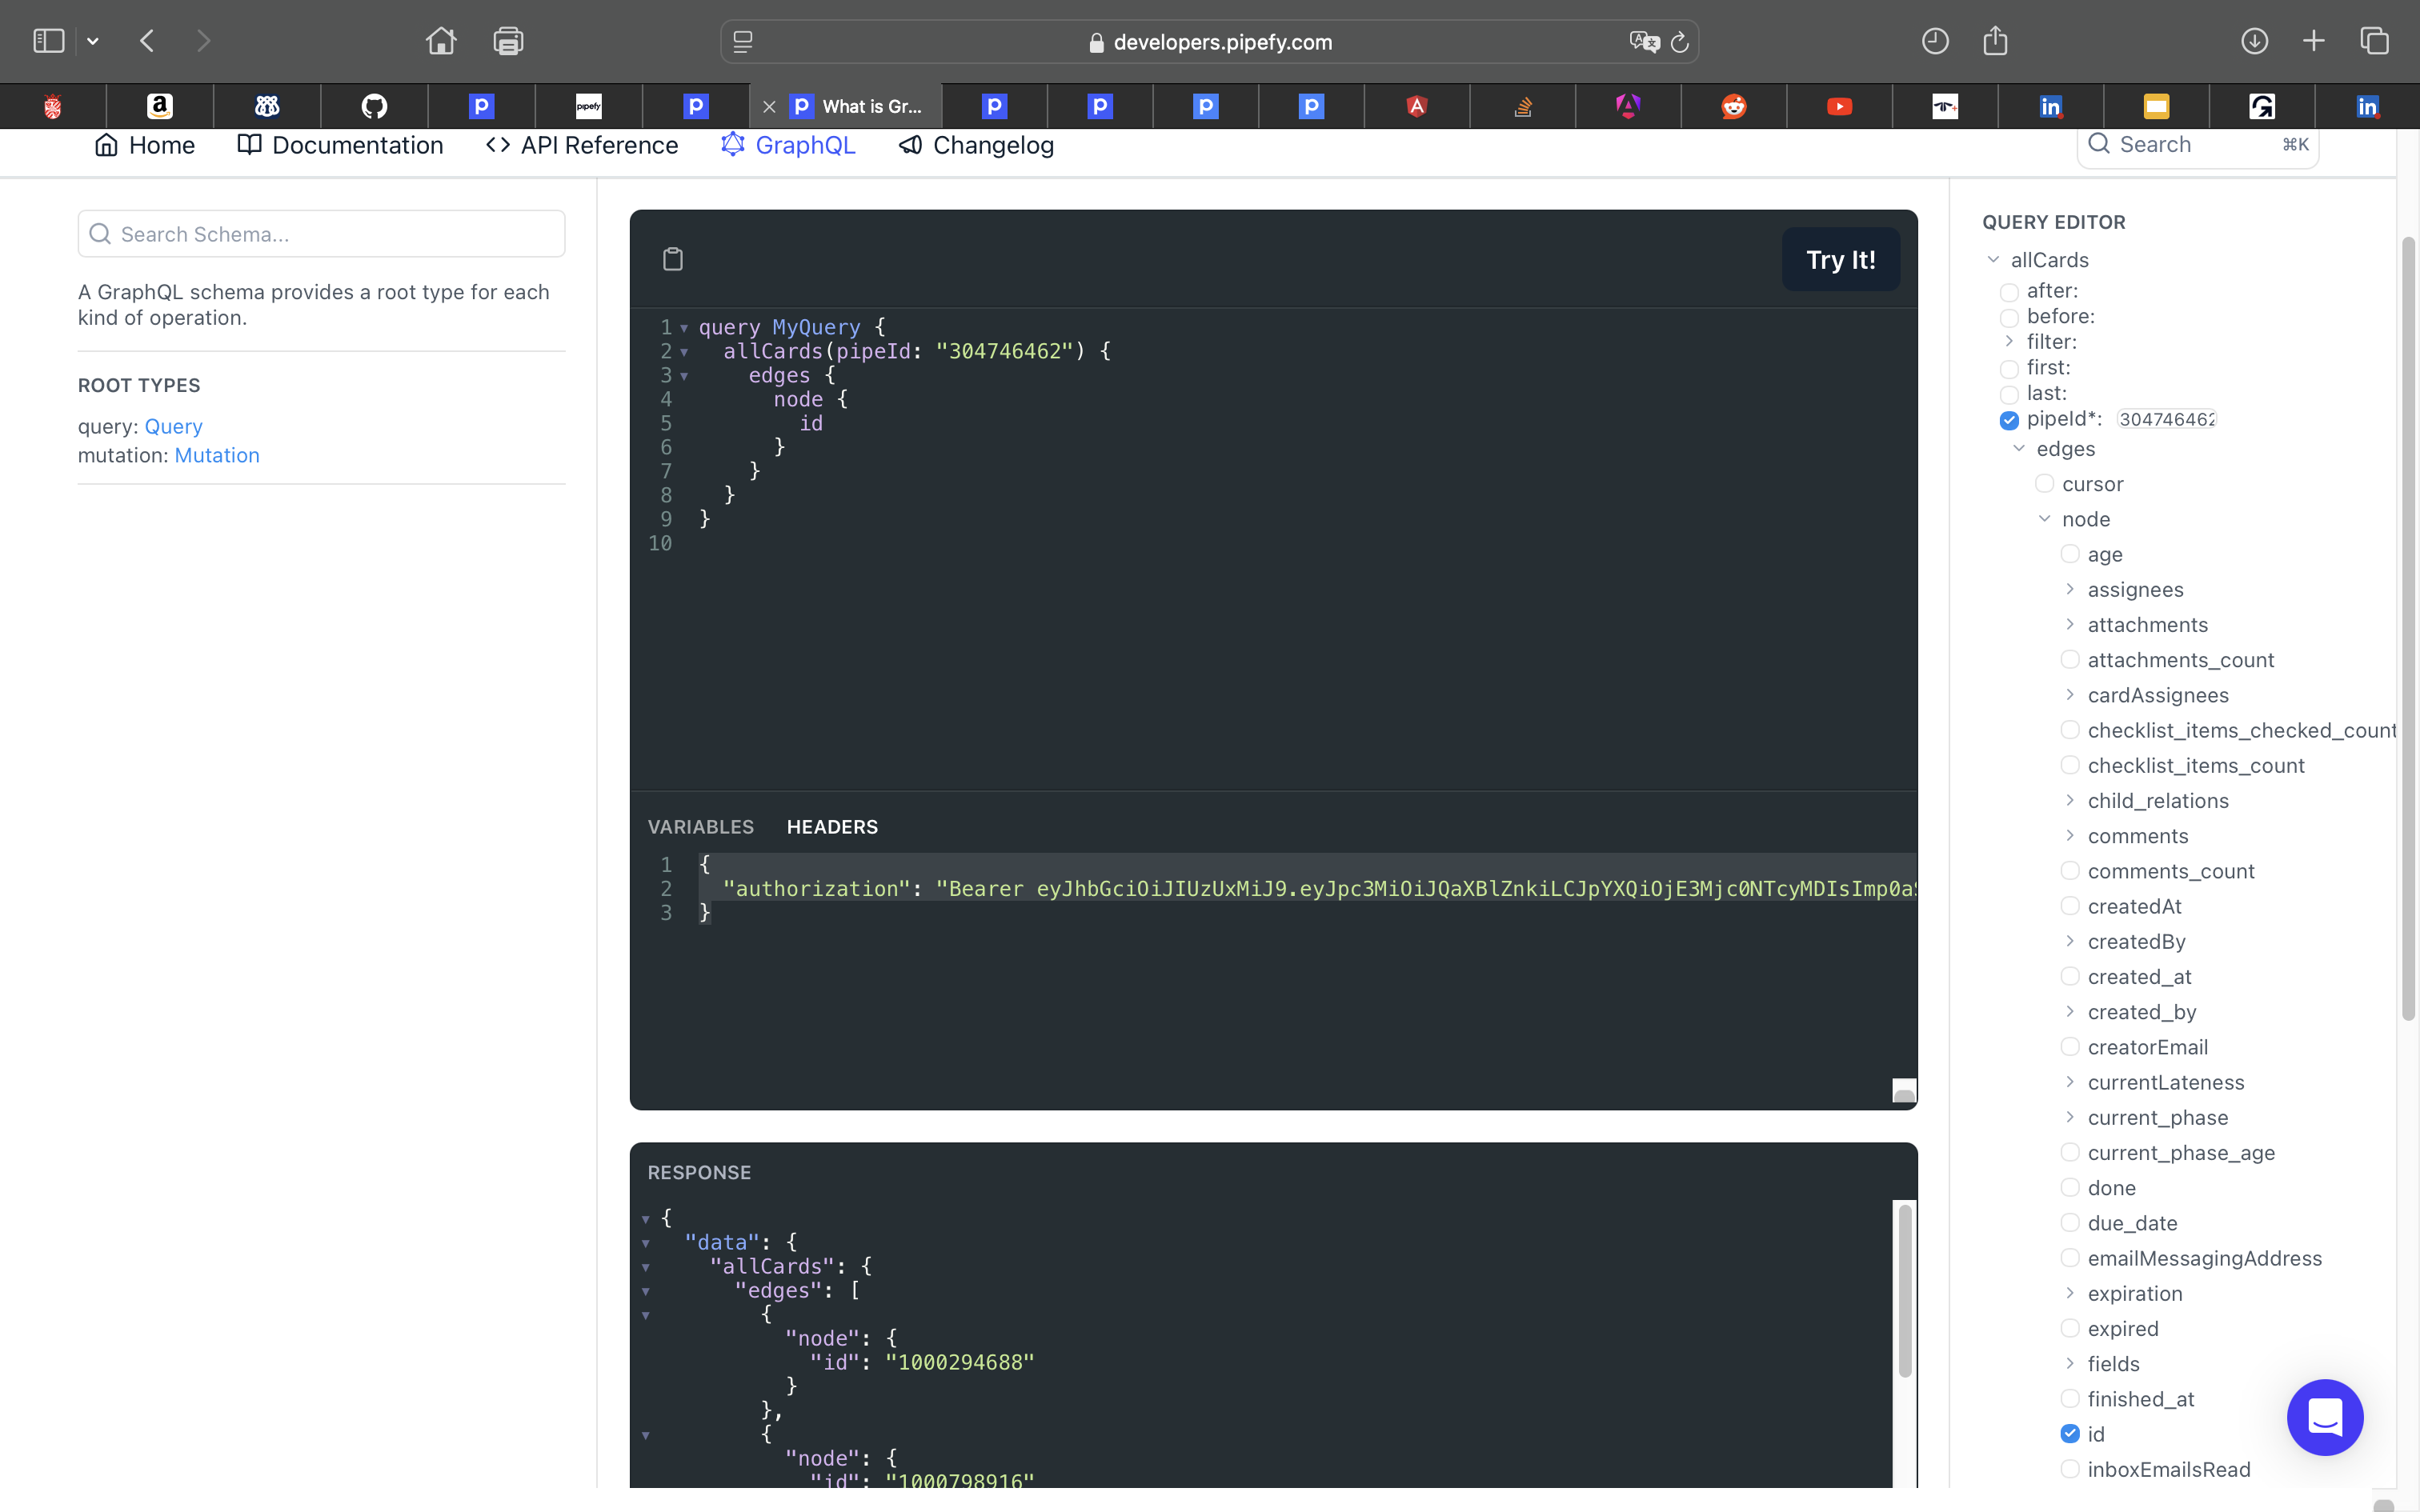 developers.pipefy.com
a
P
pipefy
P
P What is Gr...
P
P
P
P
Home
Documentation
<> API Reference
GraphQL
Changelog
Search
⌘K
Search Schema...
A GraphQL schema provides a root type for each
kind of operation.
ROOT TYPES
query: Query
mutation: Mutation
Try It!
1 query MyQuery {
2 allCards(pipeId: "304746462") {
3 edges {
4 node {
5 id
6 }
7 }
8 }
9 }
10
VARIABLES
HEADERS
1 {
2 "authorization": "Bearer eyJhbGciOiJIUzUxMiJ9.eyJpc3MiOiJQaXBlZnkiLCJpYXQiOjE3Mjc0NTcyMDIsImp0a
3 }
RESPONSE
{
"data": {
"allCards": {
"edges": [
{
"node": {
"id": "1000294688"
}
},
{
"node": {
"id": "1000798916"
QUERY EDITOR
allCards
after:
before:
filter:
first:
last:
pipeId*: 304746462
edges
cursor
node
age
assignees
attachments
attachments_count
cardAssignees
checklist_items_checked_count
checklist_items_count
child_relations
comments
comments_count
createdAt
createdBy
created_at
created_by
creatorEmail
currentLateness
current_phase
current_phase_age
done
due_date
emailMessagingAddress
expiration
expired
fields
finished_at
id
inboxEmailsRead